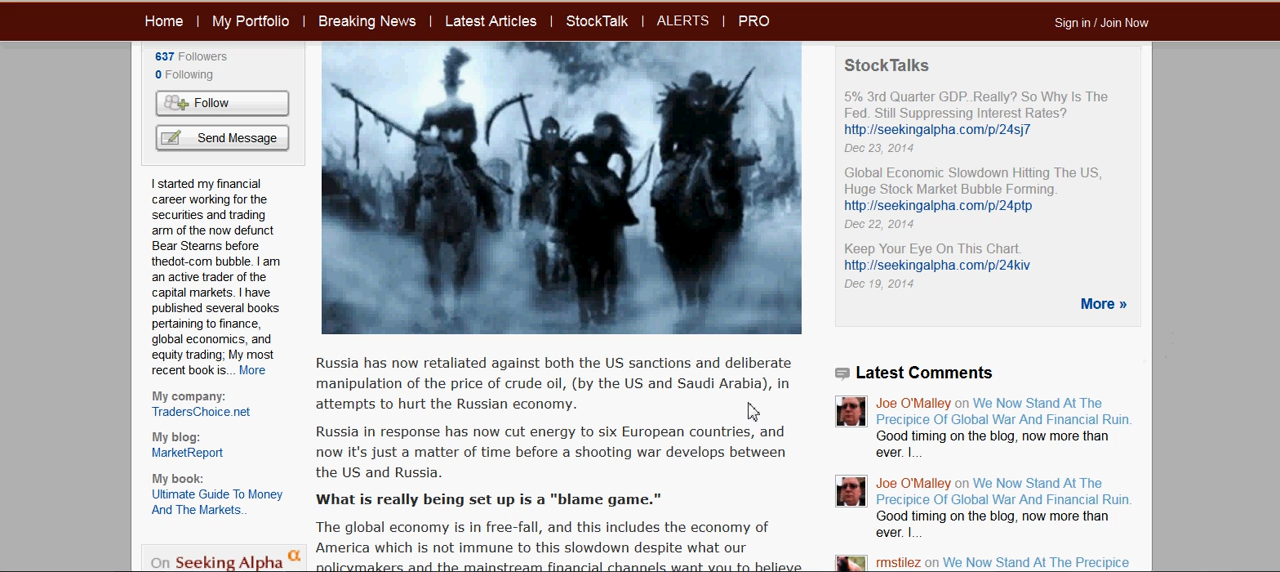 Home | My Portfolio | Breaking News | Latest Articles | StockTalk | ALERTS | PRO
Sign in / Join Now
637 Followers
0 Following
Follow
Send Message
I started my financial
career working for the
securities and trading
arm of the now defunct
Bear Stearns before
thedot-com bubble. I am
an active trader of the
capital markets. I have
published several books
pertaining to finance,
global economics, and
equity trading; My most
recent book is... More
My company:
TradersChoice.net
My blog:
MarketReport
My book:
Ultimate Guide To Money
And The Markets..
On Seeking Alpha α
Russia has now retaliated against both the US sanctions and deliberate
manipulation of the price of crude oil, (by the US and Saudi Arabia), in
attempts to hurt the Russian economy.
Russia in response has now cut energy to six European countries, and
now it's just a matter of time before a shooting war develops between
the US and Russia.
What is really being set up is a "blame game."
The global economy is in free-fall, and this includes the economy of
America which is not immune to this slowdown despite what our
policymakers and the mainstream financial channels want you to believe
StockTalks
5% 3rd Quarter GDP..Really? So Why Is The
Fed. Still Suppressing Interest Rates?
http://seekingalpha.com/p/24sj7
Dec 23, 2014
Global Economic Slowdown Hitting The US,
Huge Stock Market Bubble Forming.
http://seekingalpha.com/p/24ptp
Dec 22, 2014
Keep Your Eye On This Chart.
http://seekingalpha.com/p/24kiv
Dec 19, 2014
More »
Latest Comments
Joe O'Malley on We Now Stand At The
Precipice Of Global War And Financial Ruin.
Good timing on the blog, now more than
ever. I...
Joe O'Malley on We Now Stand At The
Precipice Of Global War And Financial Ruin.
Good timing on the blog, now more than
ever. I...
rmstilez on We Now Stand At The Precipice